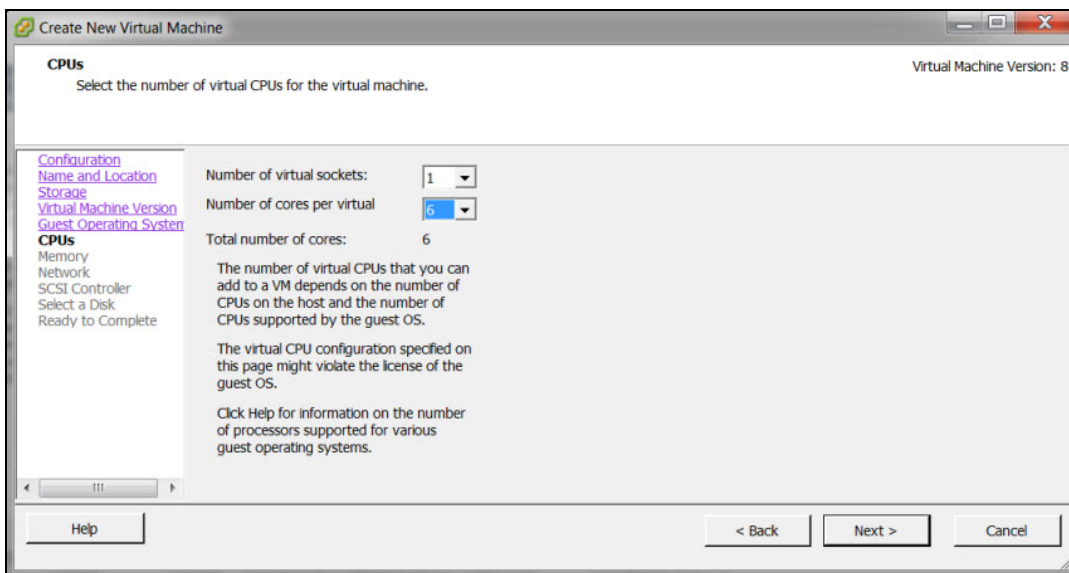 Create New Virtual Machine
CPUs
Select the number of virtual CPUs for the virtual machine.
Virtual Machine Version: 8
Configuration
Name and Location
Storage
Virtual Machine Version
Guest Operating System
CPUs
Memory
Network
SCSI Controller
Select a Disk
Ready to Complete
Number of virtual sockets: 1
Number of cores per virtual 6
Total number of cores: 6
The number of virtual CPUs that you can
add to a VM depends on the number of
CPUs on the host and the number of
CPUs supported by the guest OS.
The virtual CPU configuration specified on
this page might violate the license of the
guest OS.
Click Help for information on the number
of processors supported for various
guest operating systems.
Help
< Back
Next >
Cancel